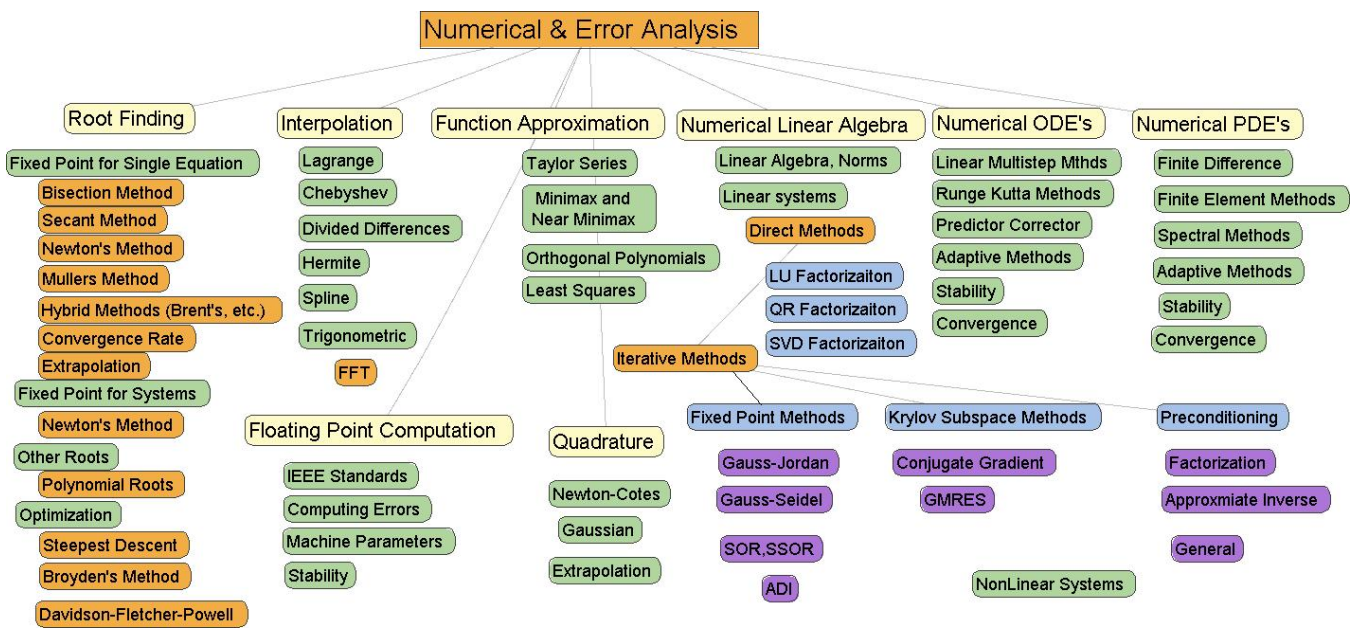 Numerical & Error Analysis
Root Finding
Fixed Point for Single Equation
Bisection Method
Secant Method
Newton's Method
Mullers Method
Hybrid Methods (Brent's, etc.)
Convergence Rate
Extrapolation
Fixed Point for Systems
Newton's Method
Other Roots
Polynomial Roots
Optimization
Steepest Descent
Broyden's Method
Davidson-Fletcher-Powell
Interpolation
Lagrange
Chebyshev
Divided Differences
Hermite
Spline
Trigonometric
FFT
Floating Point Computation
IEEE Standards
Computing Errors
Machine Parameters
Stability
Function Approximation
Taylor Series
Minimax and
Near Minimax
Orthogonal Polynomials
Least Squares
Quadrature
Newton-Cotes
Gaussian
Extrapolation
Numerical Linear Algebra
Linear Algebra, Norms
Linear systems
Direct Methods
LU Factorizaiton
QR Factorizaiton
SVD Factorizaiton
Iterative Methods
Fixed Point Methods
Gauss-Jordan
Gauss-Seidel
SOR,SSOR
ADI
Krylov Subspace Methods
Conjugate Gradient
GMRES
Preconditioning
Factorization
Approxmiate Inverse
General
NonLinear Systems
Numerical ODE's
Linear Multistep Mthds
Runge Kutta Methods
Predictor Corrector
Adaptive Methods
Stability
Convergence
Numerical PDE's
Finite Difference
Finite Element Methods
Spectral Methods
Adaptive Methods
Stability
Convergence